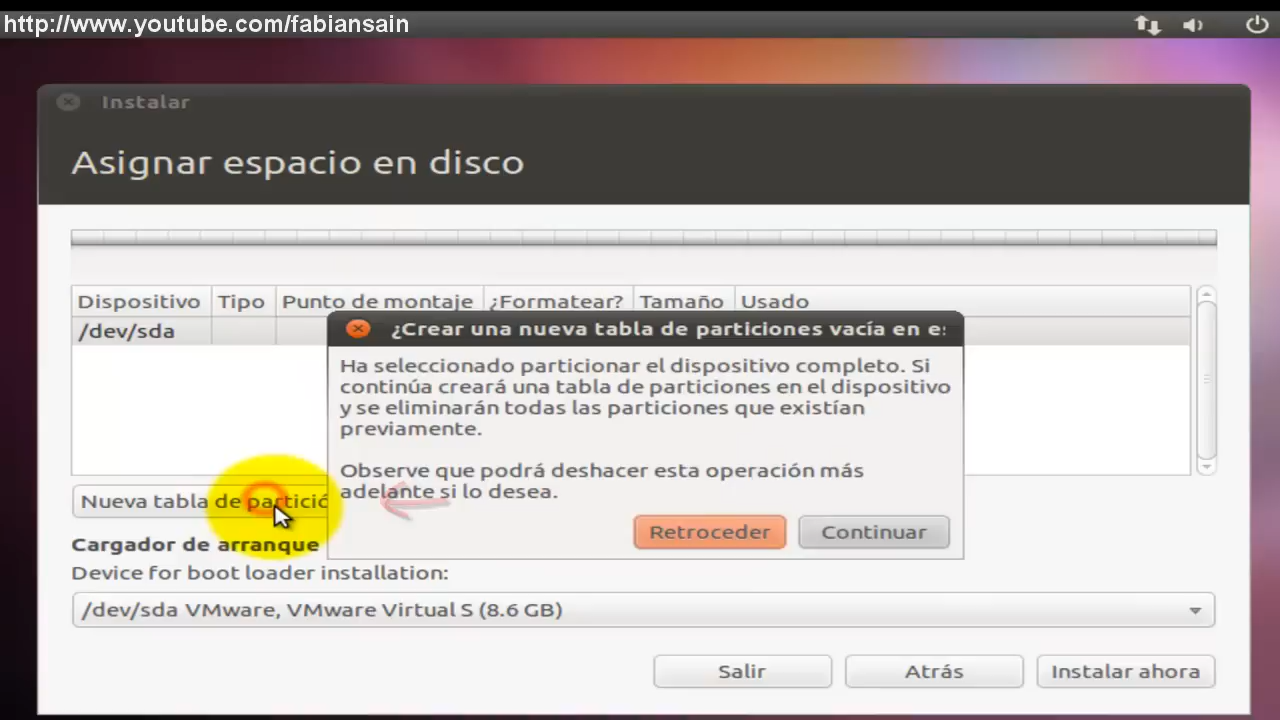 http://www.youtube.com/fabiansain
Instalar
Asignar espacio en disco
Dispositivo Tipo Punto de montaje ¿Formatear? Tamaño Usado
/dev/sda
¿Crear una nueva tabla de particiones vacía en
Ha seleccionado particionar el dispositivo completo. Si
continúa creará una tabla de particiones en el dispositivo
y se eliminarán todas las particiones que existían
previamente.
Observe que podrá deshacer esta operación más
adelante si lo desea.
Retroceder Continuar
Nueva tabla de partició
Cargador de arranque
Device for boot loader installation:
/dev/sda VMware, VMware Virtual S (8.6 GB)
Salir Atrás Instalar ahora